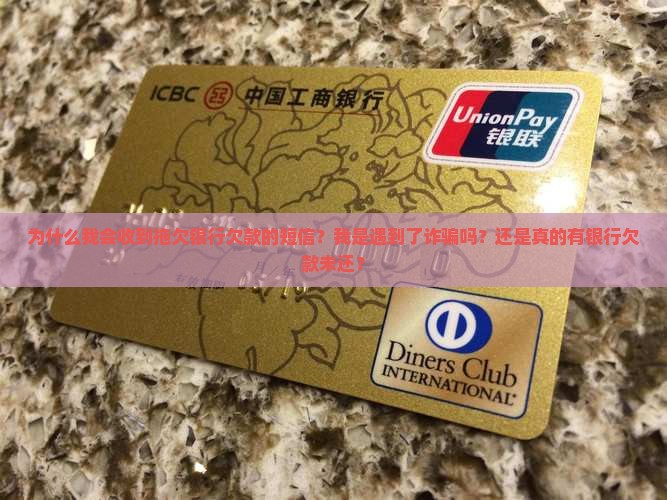 ICBC 中国工商银行
UnionPay
银联
为什么我会收到拖欠银行欠款的短信？我是遇到了诈骗吗？还是真的有银行欠
款未还？
Diners Club
INTERNATIONAL